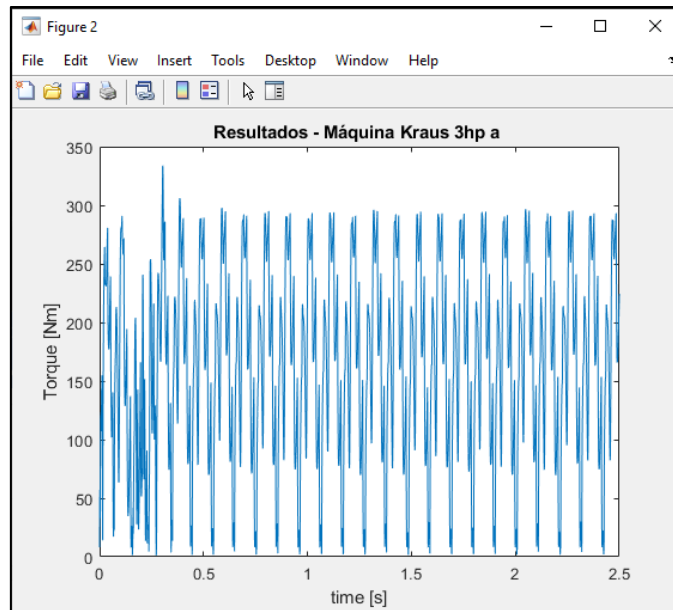 Figure 2
File Edit View Insert Tools Desktop Window Help
Resultados - Máquina Kraus 3hp a
350
300
250
200
150
100
50
0
Torque [Nm]
0 0.5 1 1.5 2 2.5
time [s]